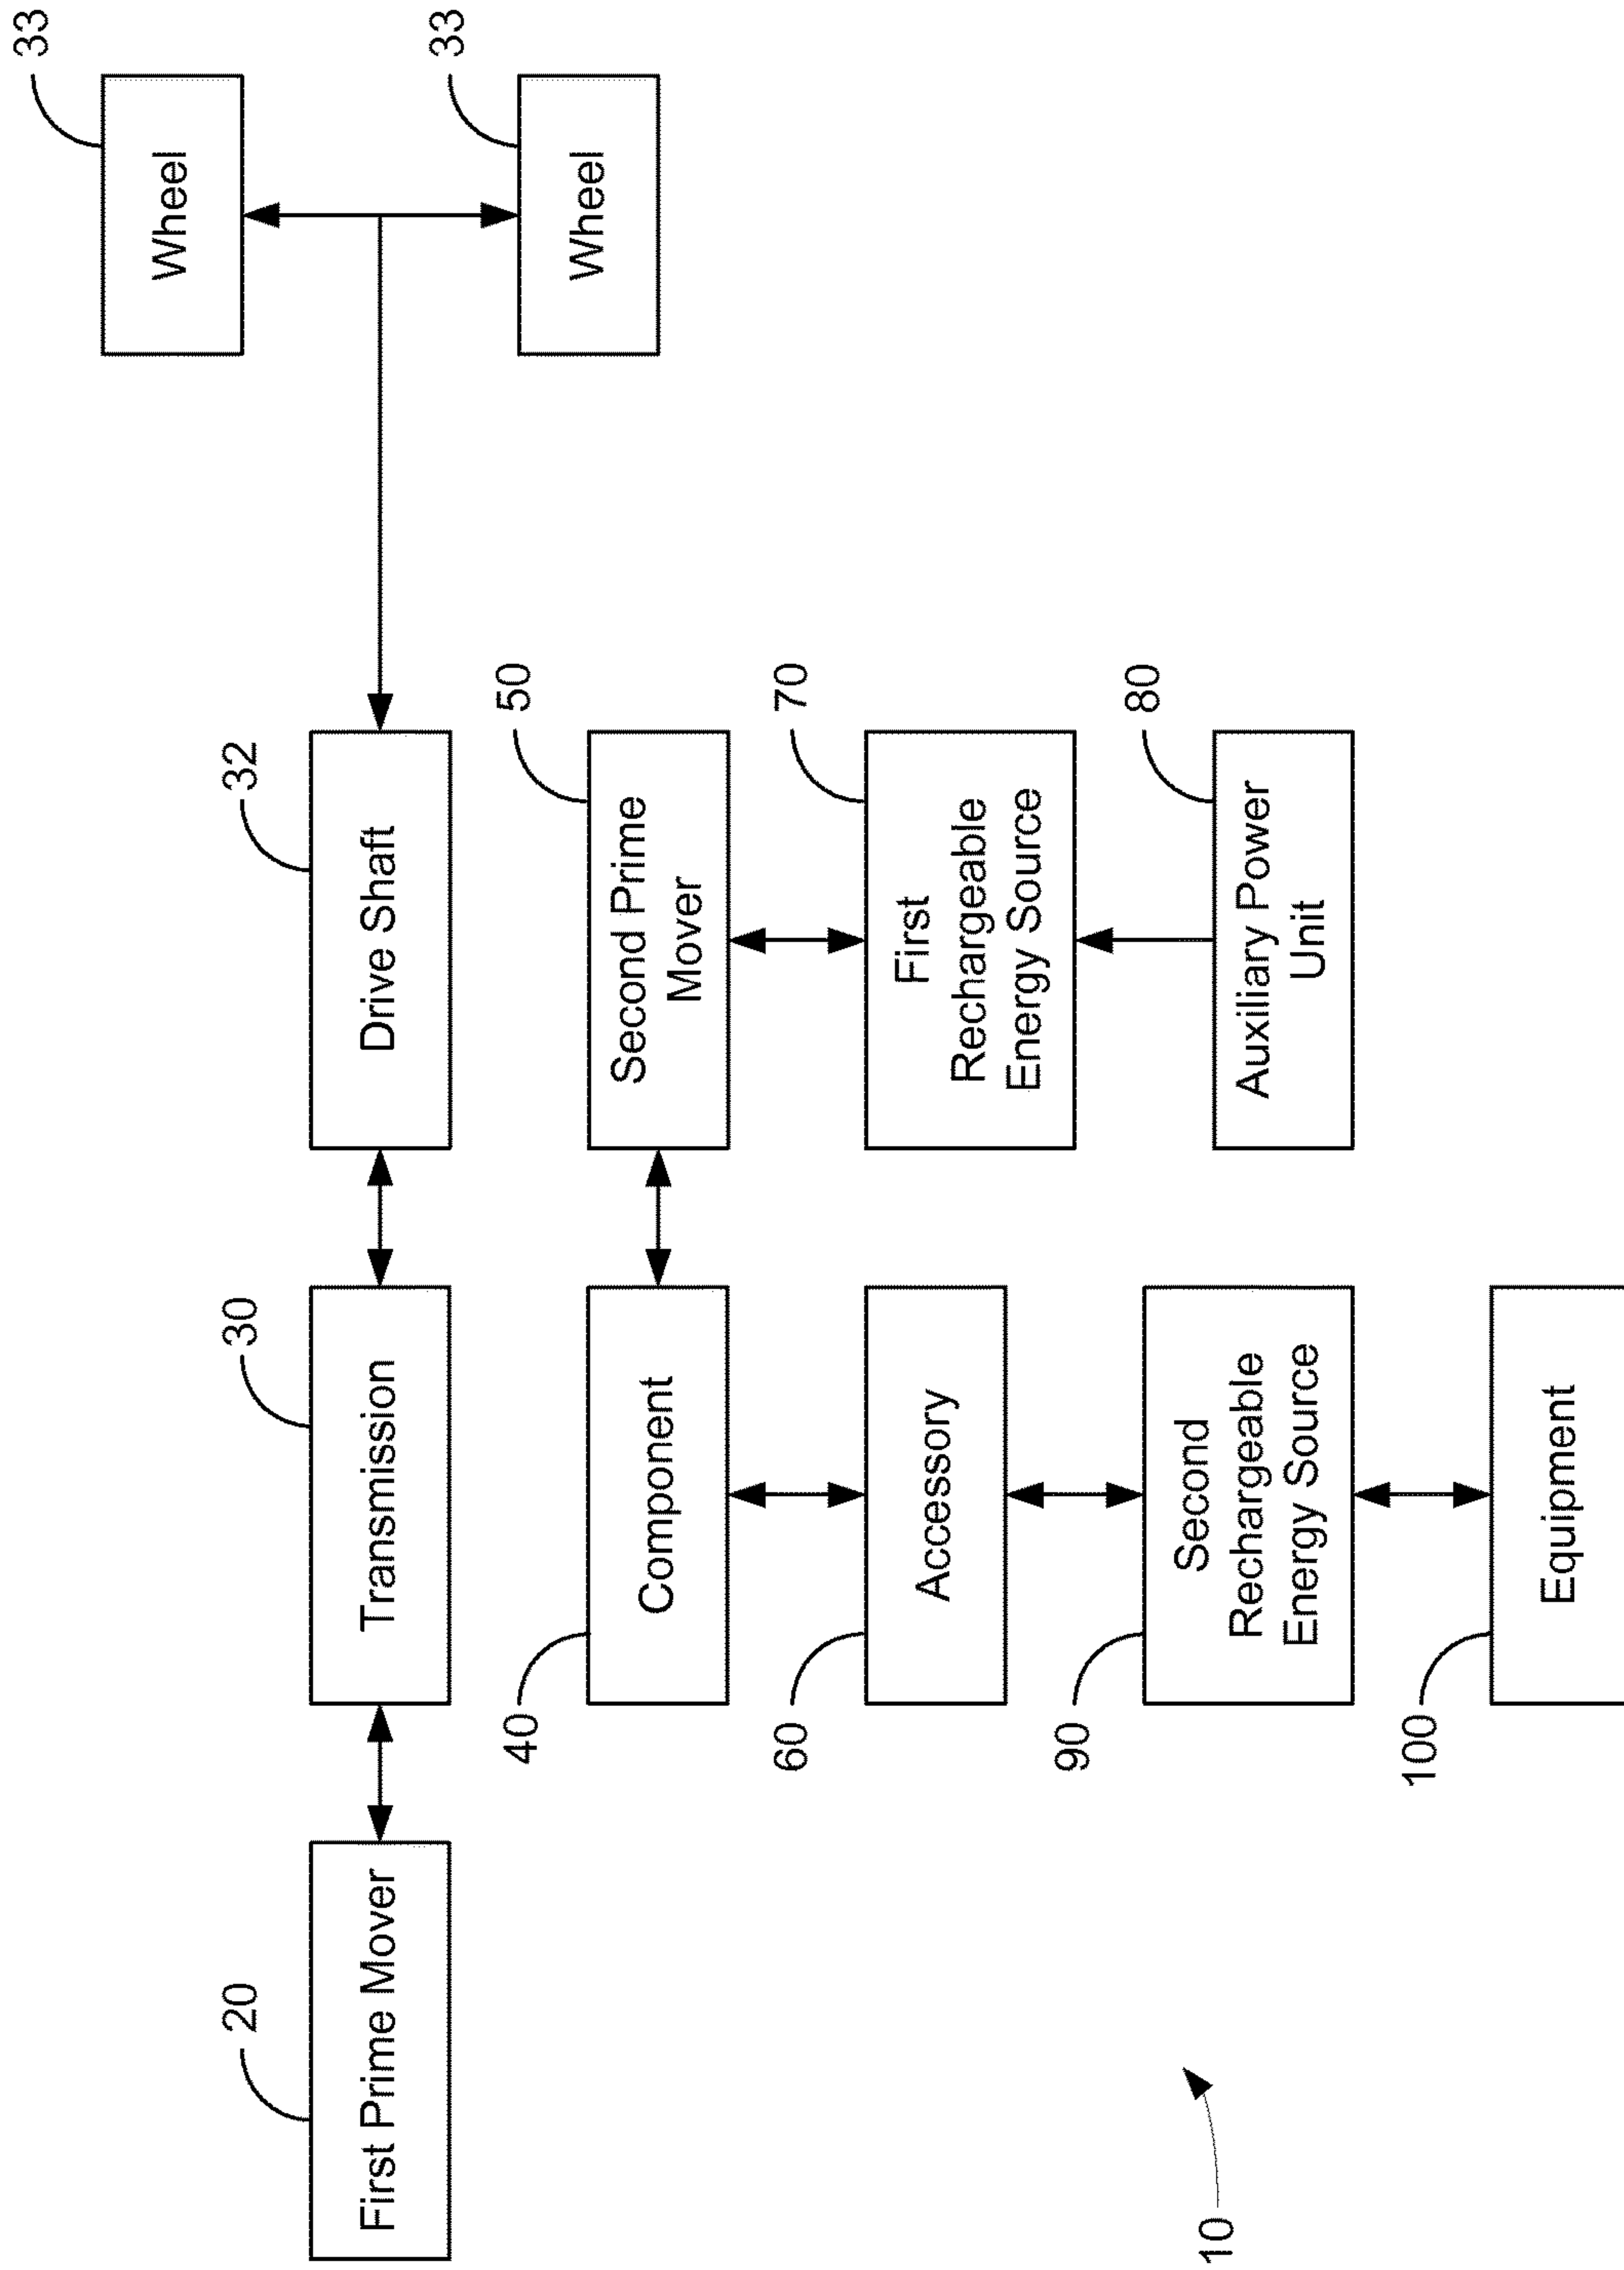 33
Wheel
33
Wheel
20
First Prime Mover
30
Transmission
32
Drive Shaft
40
Component
50
Second Prime
Mover
60
Accessory
70
First
Rechargeable
Energy Source
90
Second
Rechargeable
Energy Source
80
Auxiliary Power
Unit
100
Equipment
10